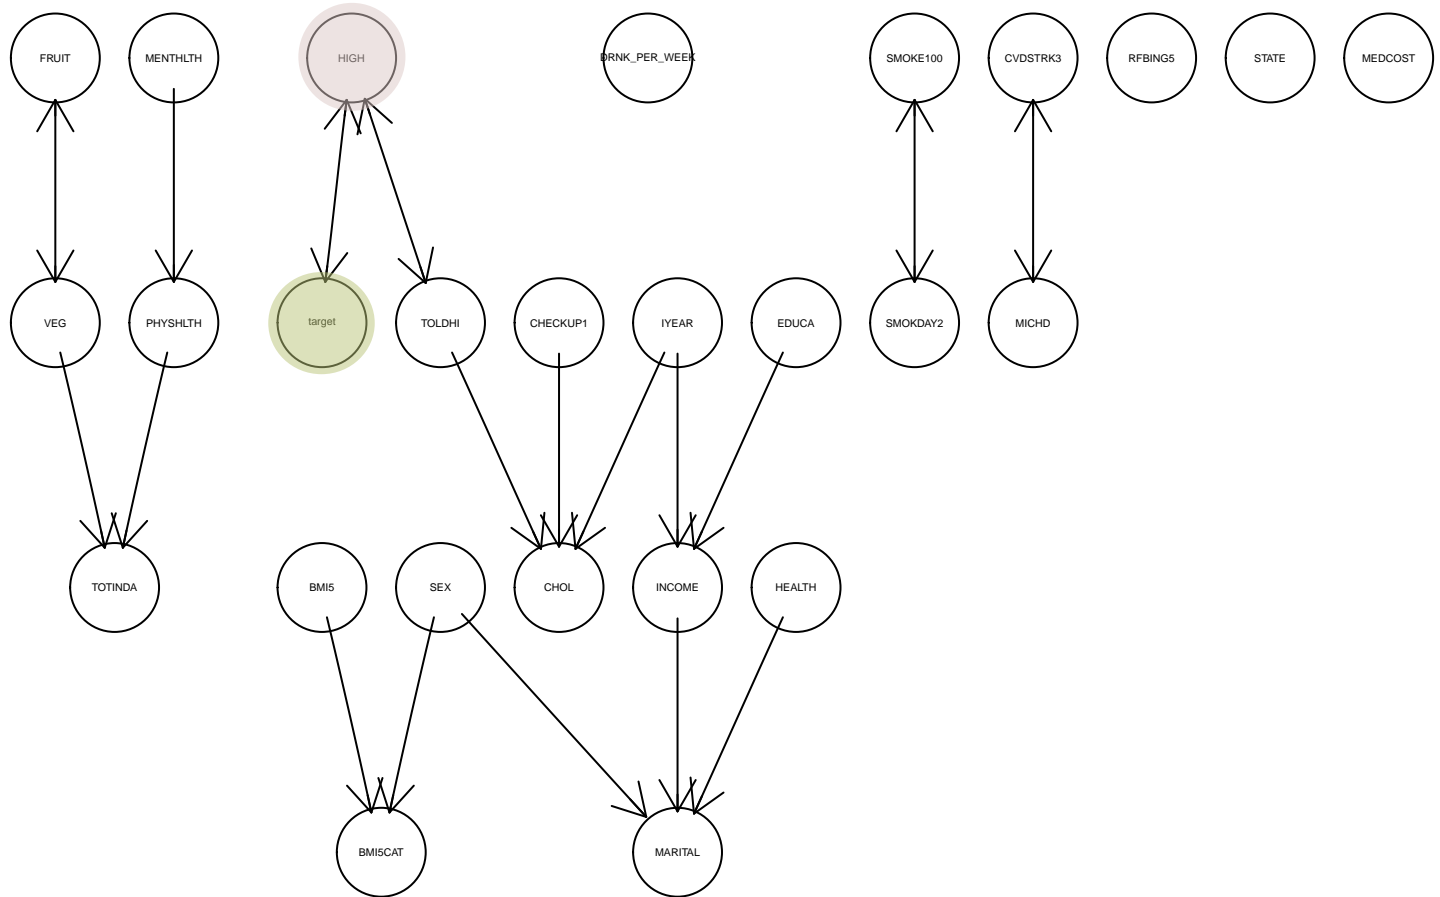 FRUIT
MENTHLTH
HIGH
DRNK_PER_WEEK
SMOKE100
CVDSTRK3
RFBING5
STATE
MEDCOST
VEG
PHYSHLTH
target
TOLDHI
CHECKUP1
IYEAR
EDUCA
SMOKDAY2
MICHD
TOTINDA
BMI5
SEX
CHOL
INCOME
HEALTH
BMI5CAT
MARITAL